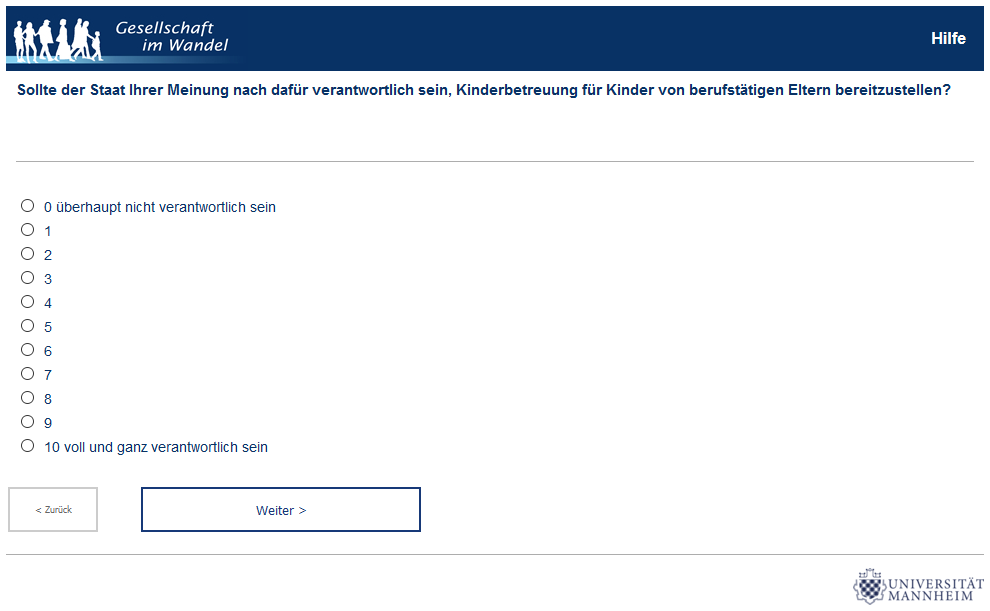 Gesellschaft
im Wandel
Hilfe
Sollte der Staat Ihrer Meinung nach dafür verantwortlich sein, Kinderbetreuung für Kinder von berufstätigen Eltern bereitzustellen?
0 überhaupt nicht verantwortlich sein
1
2
3
4
5
6
7
8
9
10 voll und ganz verantwortlich sein
< Zurück
Weiter >
UNIVERSITÄT
MANNHEIM